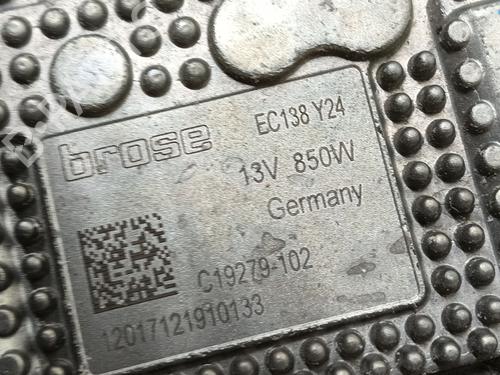 brose EC138 Y24
13V 850W
Germany
C19279-102
12017121910133